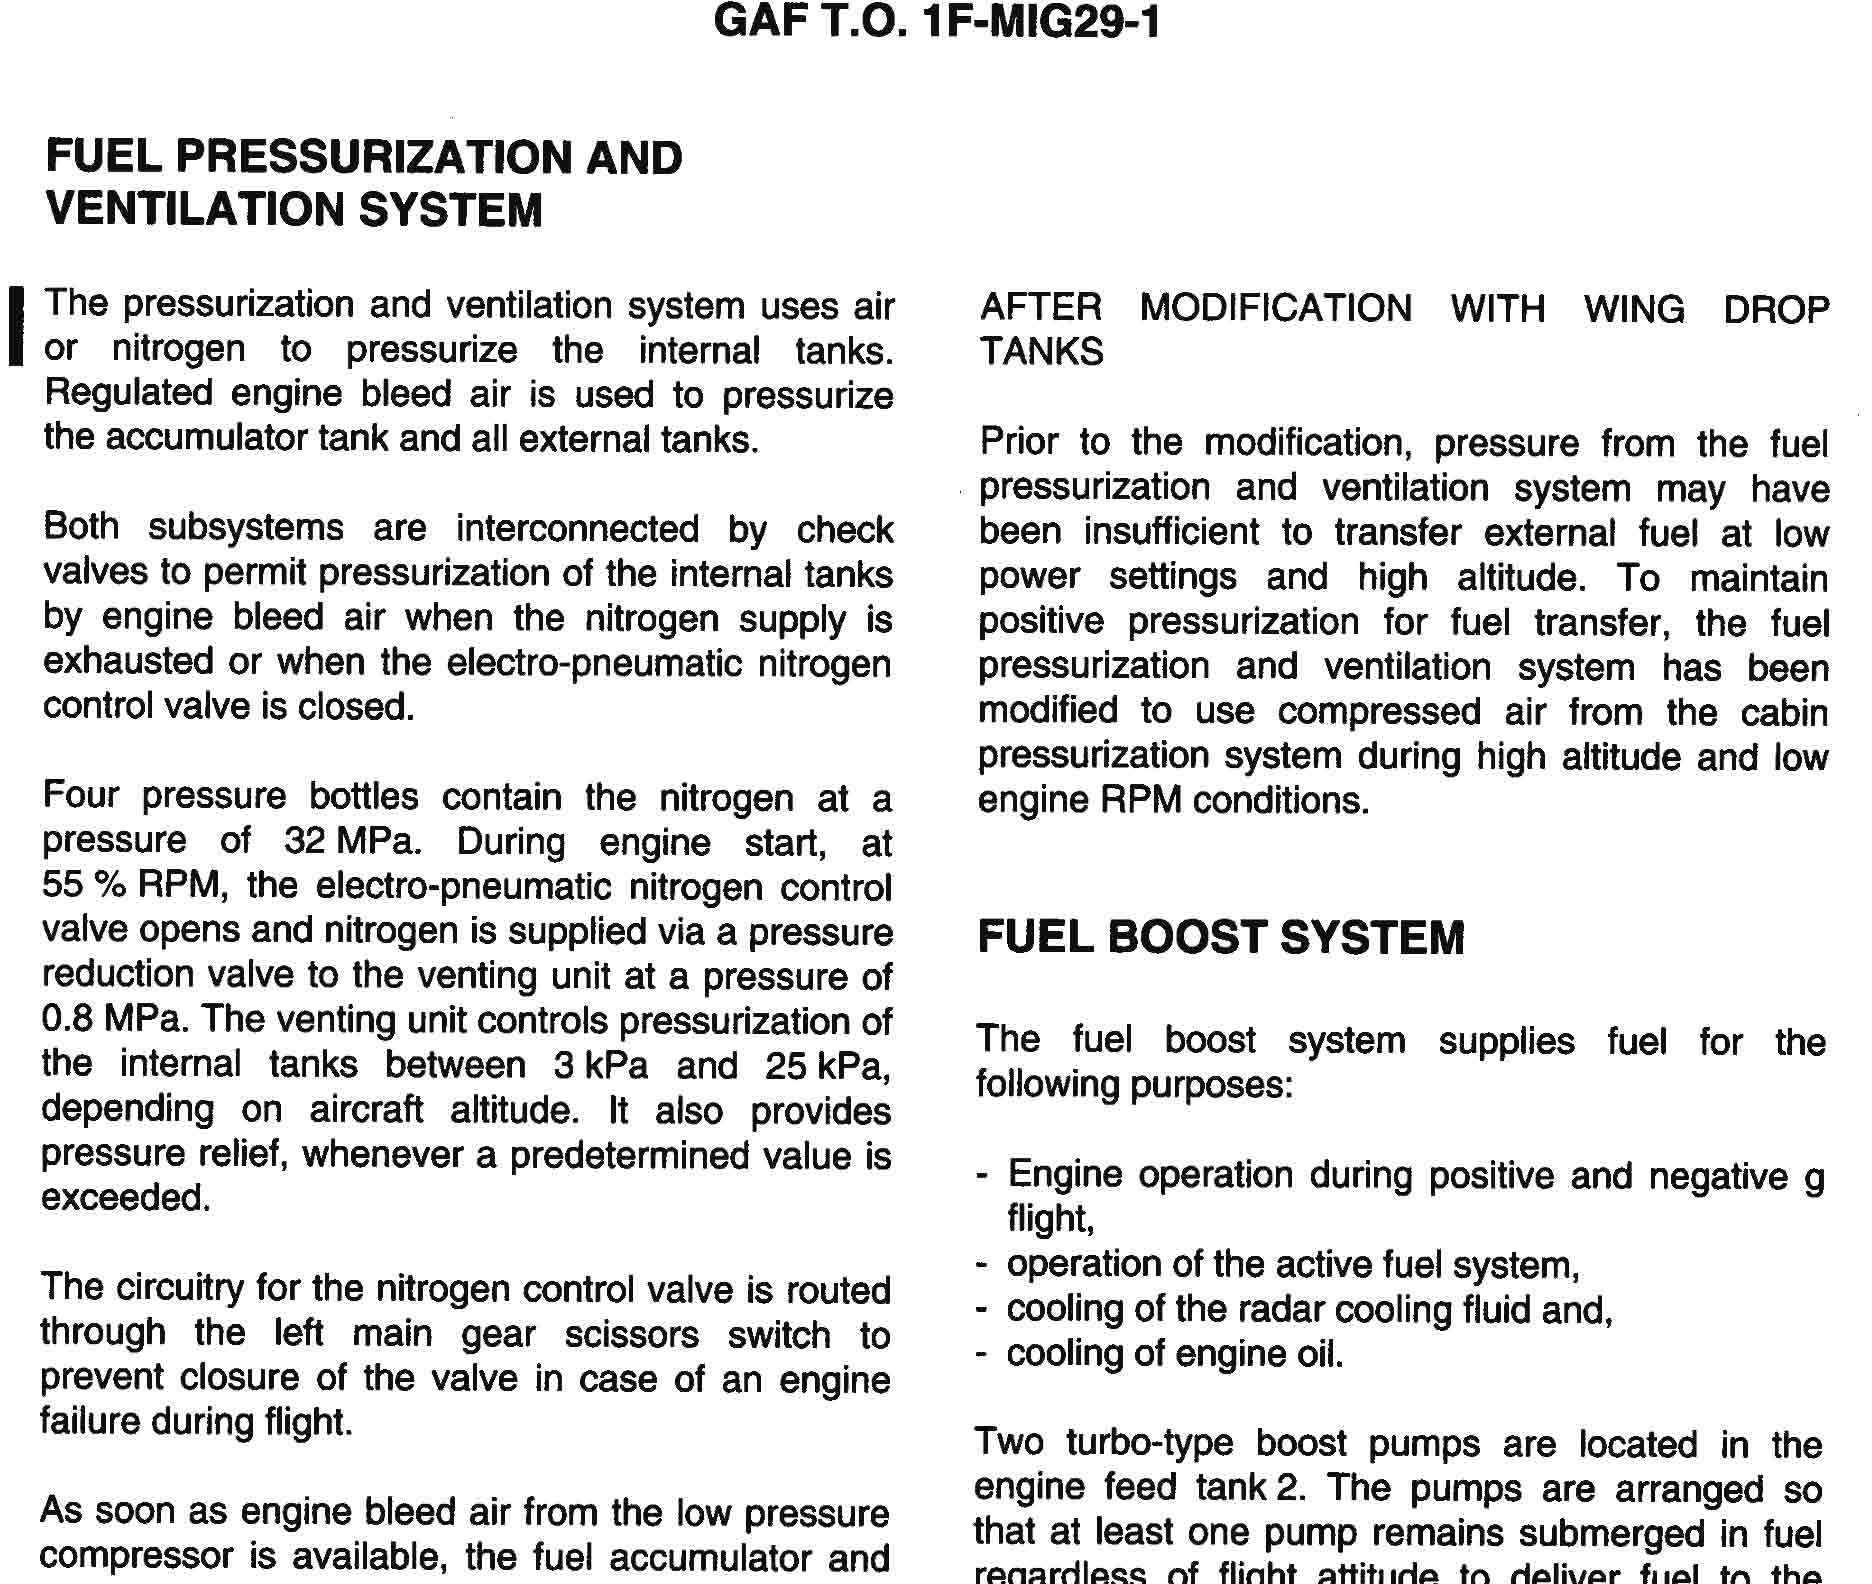 GAF T.O. 1F-MIG29-1
FUEL PRESSURIZATION AND
VENTILATION SYSTEM
The pressurization and ventilation system uses air
or nitrogen to pressurize the internal tanks.
Regulated engine bleed air is used to pressurize
the accumulator tank and all external tanks.
Both subsystems are interconnected by check
valves to permit pressurization of the internal tanks
by engine bleed air when the nitrogen supply is
exhausted or when the electro-pneumatic nitrogen
control valve is closed.
Four pressure bottles contain the nitrogen at a
pressure of 32 MPa. During engine start, at
55 % RPM, the electro-pneumatic nitrogen control
valve opens and nitrogen is supplied via a pressure
reduction valve to the venting unit at a pressure of
0.8 MPa. The venting unit controls pressurization of
the internal tanks between 3 kPa and 25 kPa,
depending on aircraft altitude. It also provides
pressure relief, whenever a predetermined value is
exceeded.
The circuitry for the nitrogen control valve is routed
through the left main gear scissors switch to
prevent closure of the valve in case of an engine
failure during flight.
As soon as engine bleed air from the low pressure
compressor is available, the fuel accumulator and
AFTER MODIFICATION WITH WING DROP
TANKS
Prior to the modification, pressure from the fuel
pressurization and ventilation system may have
been insufficient to transfer external fuel at low
power settings and high altitude. To maintain
positive pressurization for fuel transfer, the fuel
pressurization and ventilation system has been
modified to use compressed air from the cabin
pressurization system during high altitude and low
engine RPM conditions.
FUEL BOOST SYSTEM
The fuel boost system supplies fuel for the
following purposes:
- Engine operation during positive and negative g
flight,
- operation of the active fuel system,
- cooling of the radar cooling fluid and,
- cooling of engine oil.
Two turbo-type boost pumps are located in the
engine feed tank 2. The pumps are arranged so
that at least one pump remains submerged in fuel
regardless of flight attitude to deliver fuel to the